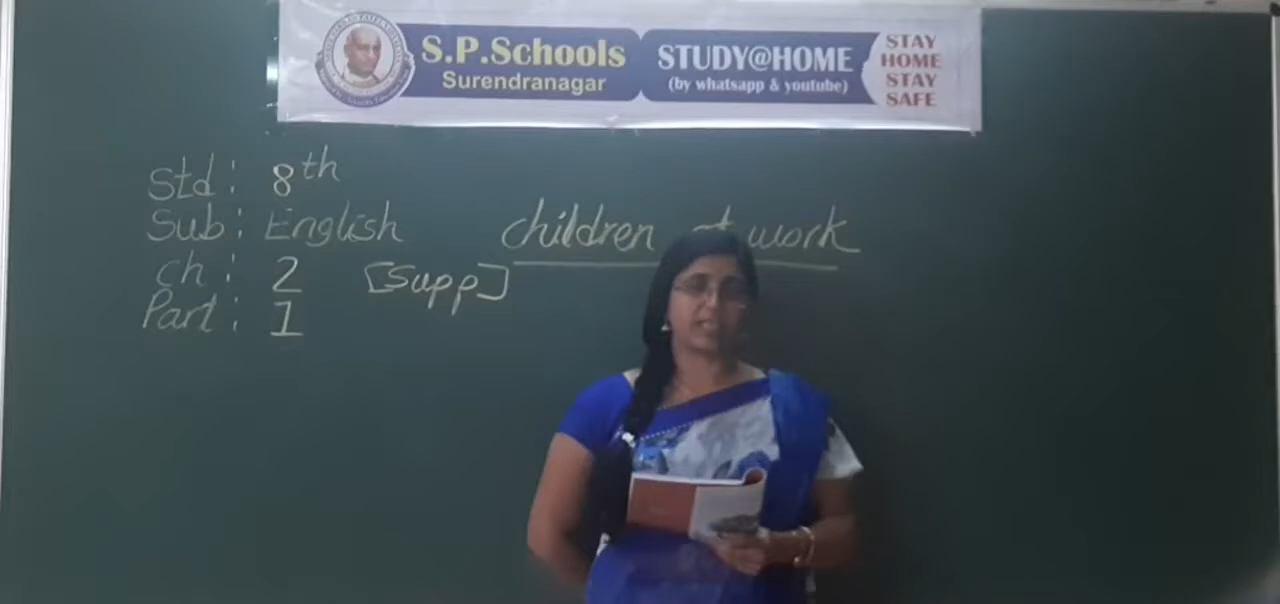 S.P.Schools
Surendranagar
STUDY@HOME
(by whatsapp & youtube)
STAY
HOME
STAY
SAFE
Std: 8th
Sub: English
children at work
ch: 2 [Supp]
Part: 1